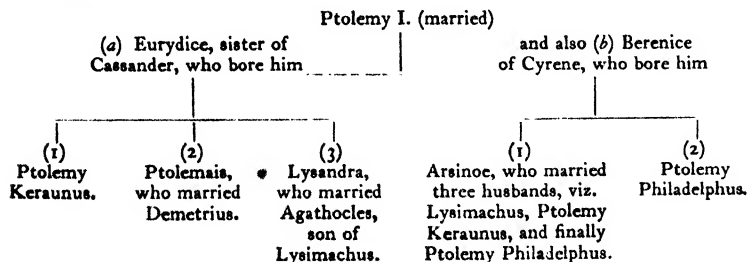 Ptolemy I. (married)
(a) Eurydice, sister of
Cassander, who bore him
and also (b) Berenice
of Cyrene, who bore him
(1)
Ptolemy
Keraunus.
(2)
Ptolemais,
who married
Demetrius.
(3)
Lysandra,
who married
Agathocles,
son of
Lysimachus.
(1)
Arsinoe, who married
three husbands, viz.
Lysimachus, Ptolemy
Keraunus, and finally
Ptolemy Philadelphus.
(2)
Ptolemy
Philadelphus.